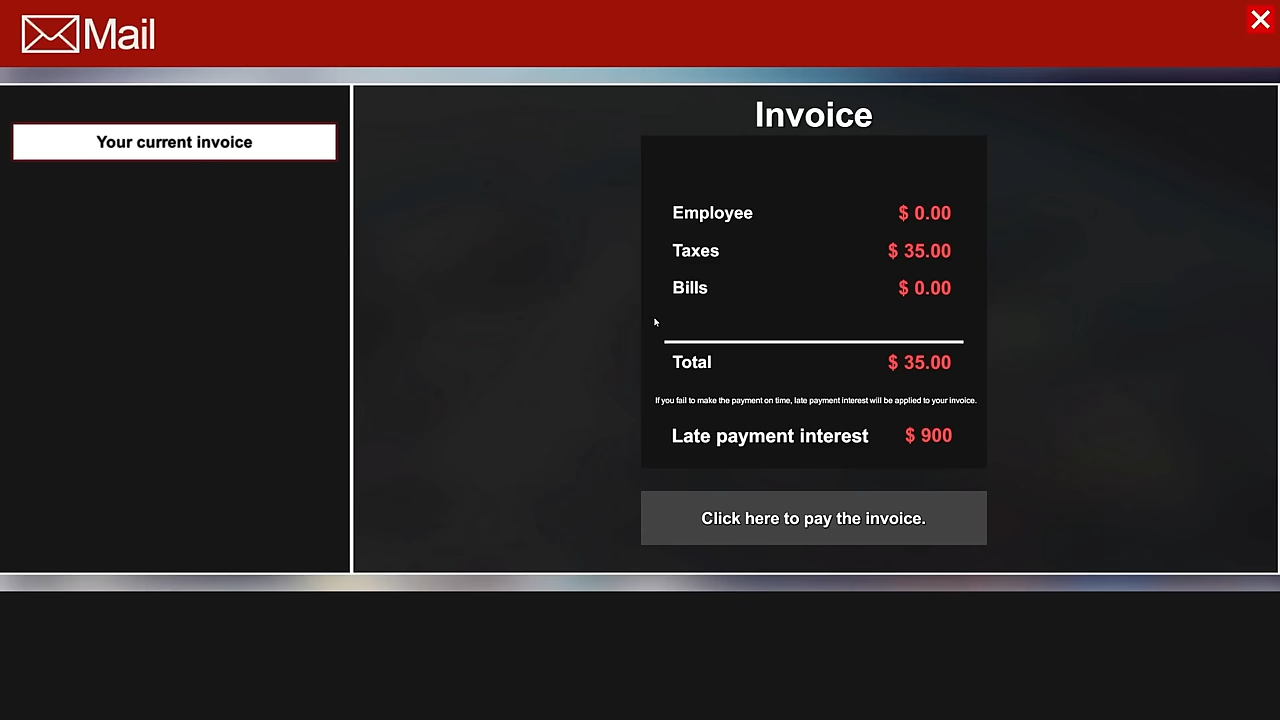 Mail
Your current invoice
Invoice
Employee $ 0.00
Taxes $ 35.00
Bills $ 0.00
Total $ 35.00
If you fail to make the payment on time, late payment interest will be applied to your invoice.
Late payment interest $ 900
Click here to pay the invoice.